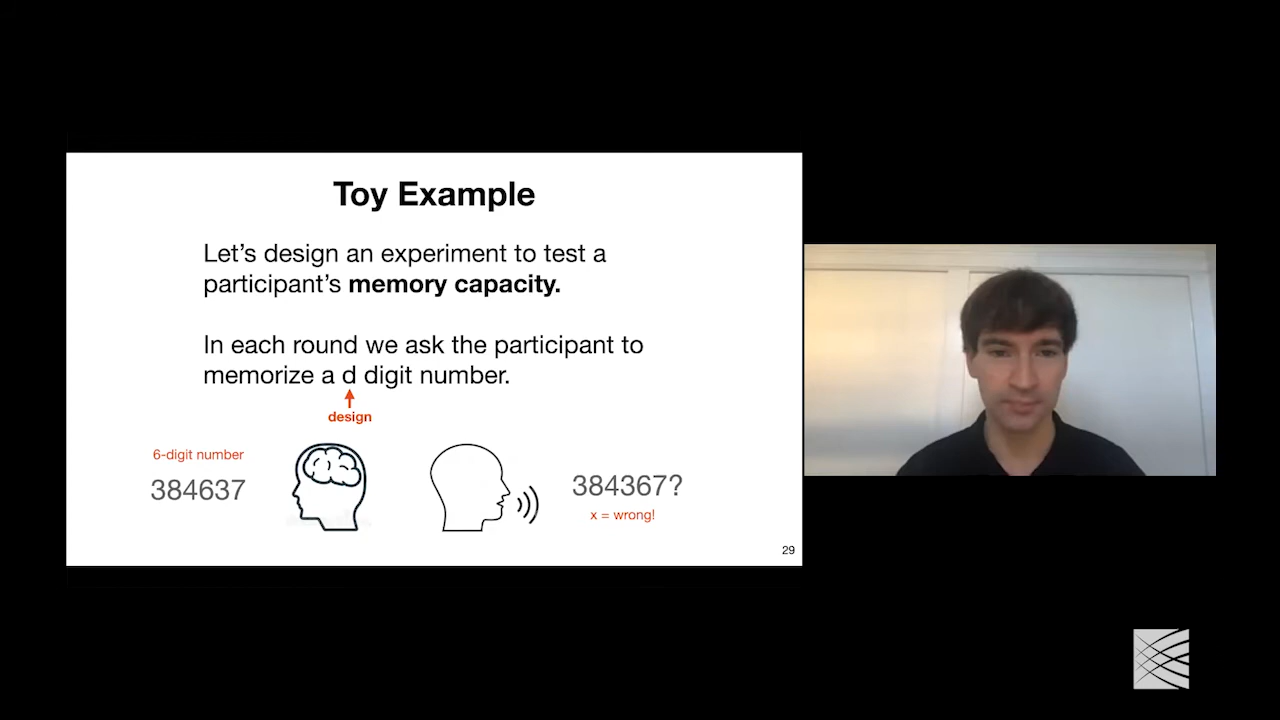 Toy Example
Let's design an experiment to test a
participant's memory capacity.
In each round we ask the participant to
memorize a d digit number.
design
6-digit number
384637
384367?
x = wrong!
29